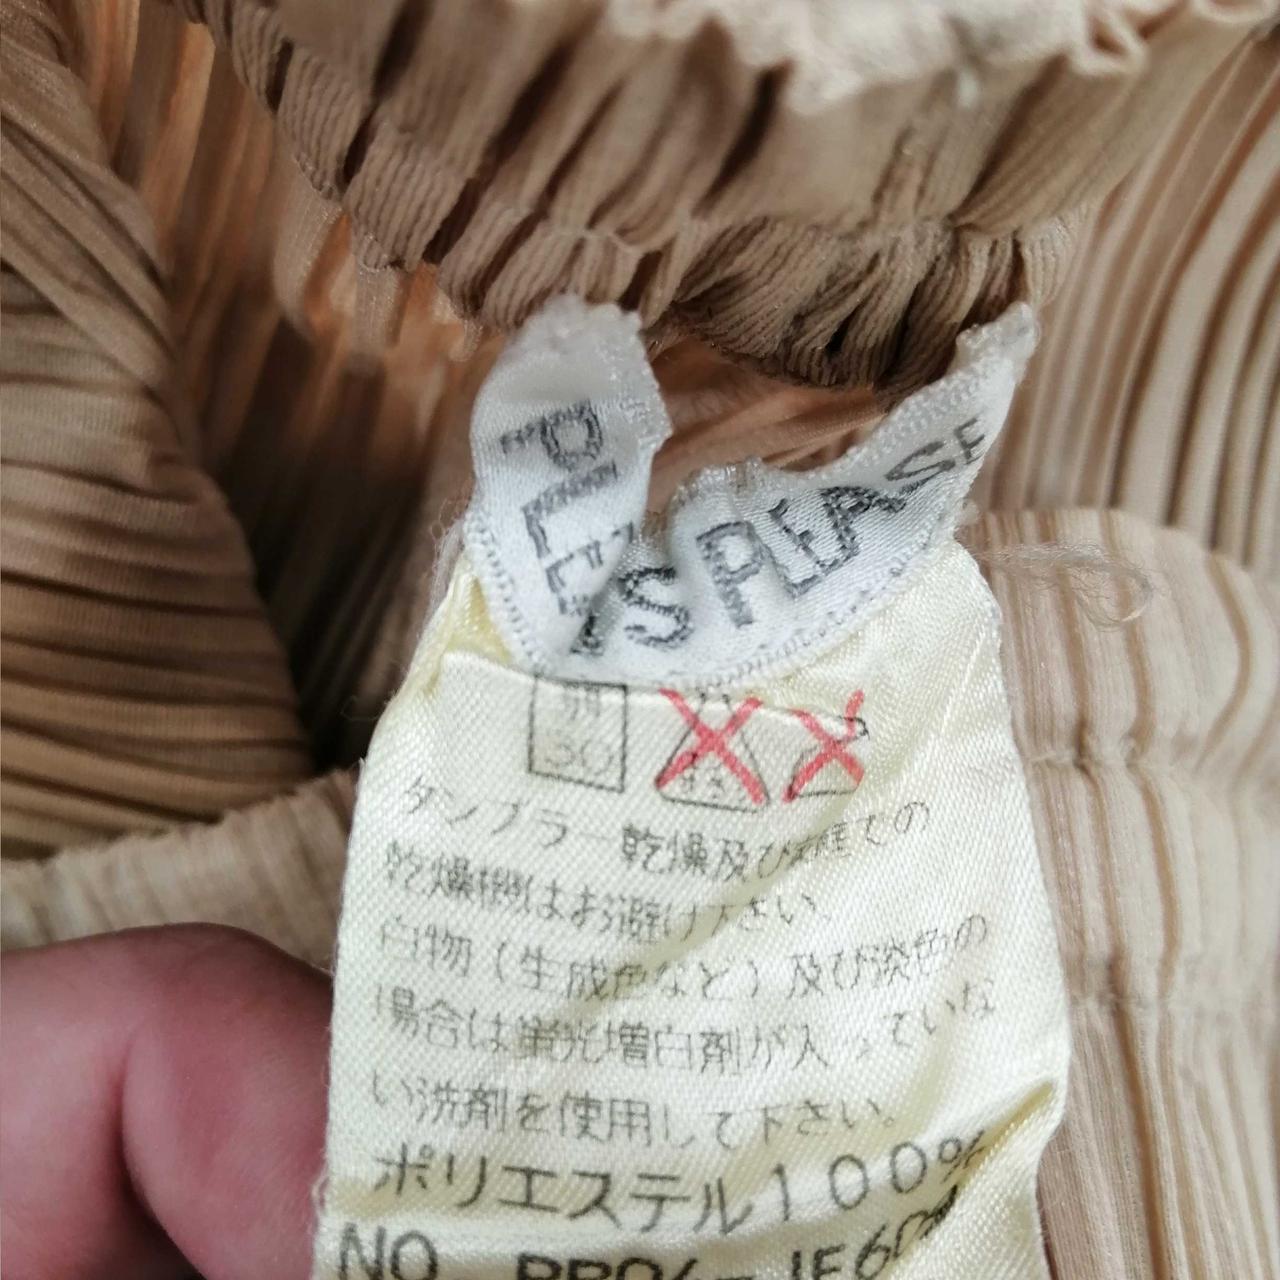 PLEATS PLEASE
網
30
タンブラー乾燥及び家庭での
乾燥機はお避け下さい。
白物（生成色など）及び淡色の
場合は蛍光増白剤が入っていな
い洗剤を使用して下さい。
ポリエステル100%
NO